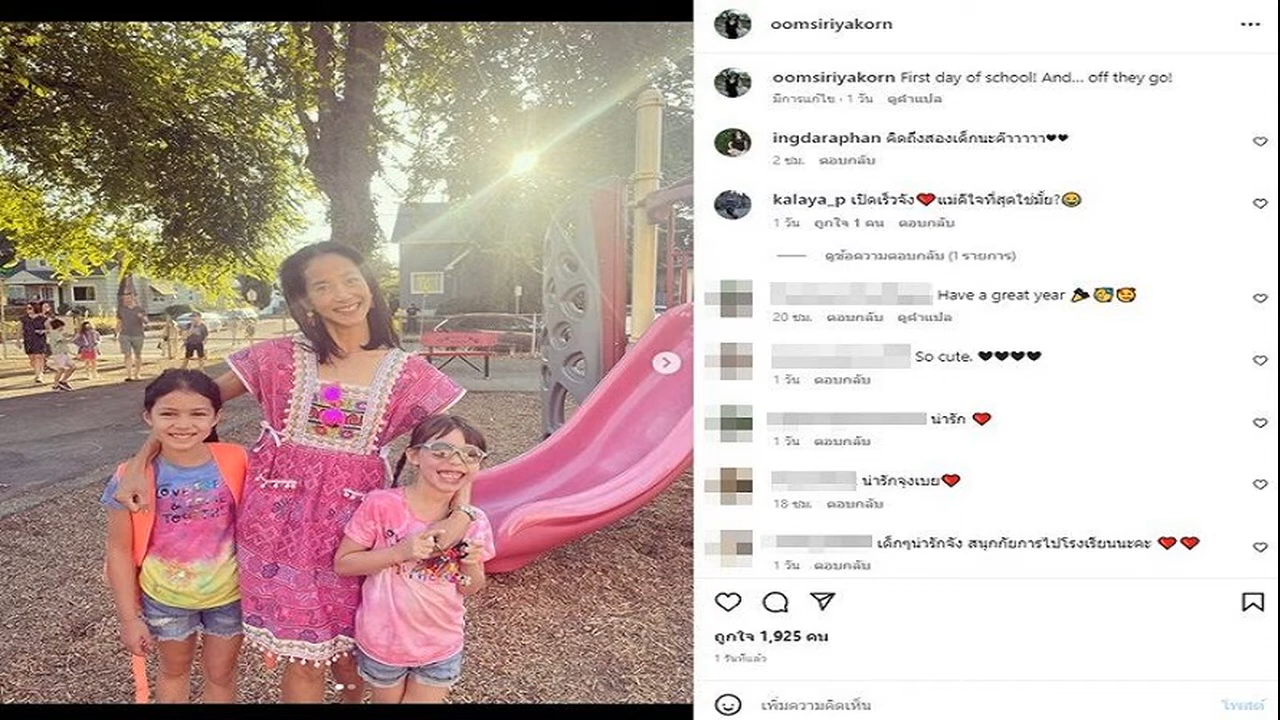 oomsiriyakorn
oomsiriyakorn First day of school! And... off they go!
มีการแก้ไข · 1 วัน ดูคำแปล
ingdaraphan คิดถึงสองเด็กนะค๊าาาาา🖤🖤
2 ชม. ตอบกลับ
kalaya_p เปิดเร็วจัง❤️แม่ดีใจที่สุดใช่มั้ย?😂
1 วัน ถูกใจ 1 คน ตอบกลับ
ดูข้อความตอบกลับ (1 รายการ)
Have a great year
20 ชม. ตอบกลับ ดูคำแปล
So cute. 🖤🖤🖤🖤
1 วัน ตอบกลับ
น่ารัก ❤️
1 วัน ตอบกลับ
น่ารักจุงเบย❤️
18 ชม. ตอบกลับ
เด็กๆน่ารักจัง สนุกกับการไปโรงเรียนนะคะ ❤️❤️
1 วัน ตอบกลับ
ถูกใจ 1,925 คน
1 วันที่แล้ว
เพิ่มความคิดเห็น
โพสต์
LOVE
TOGETHER